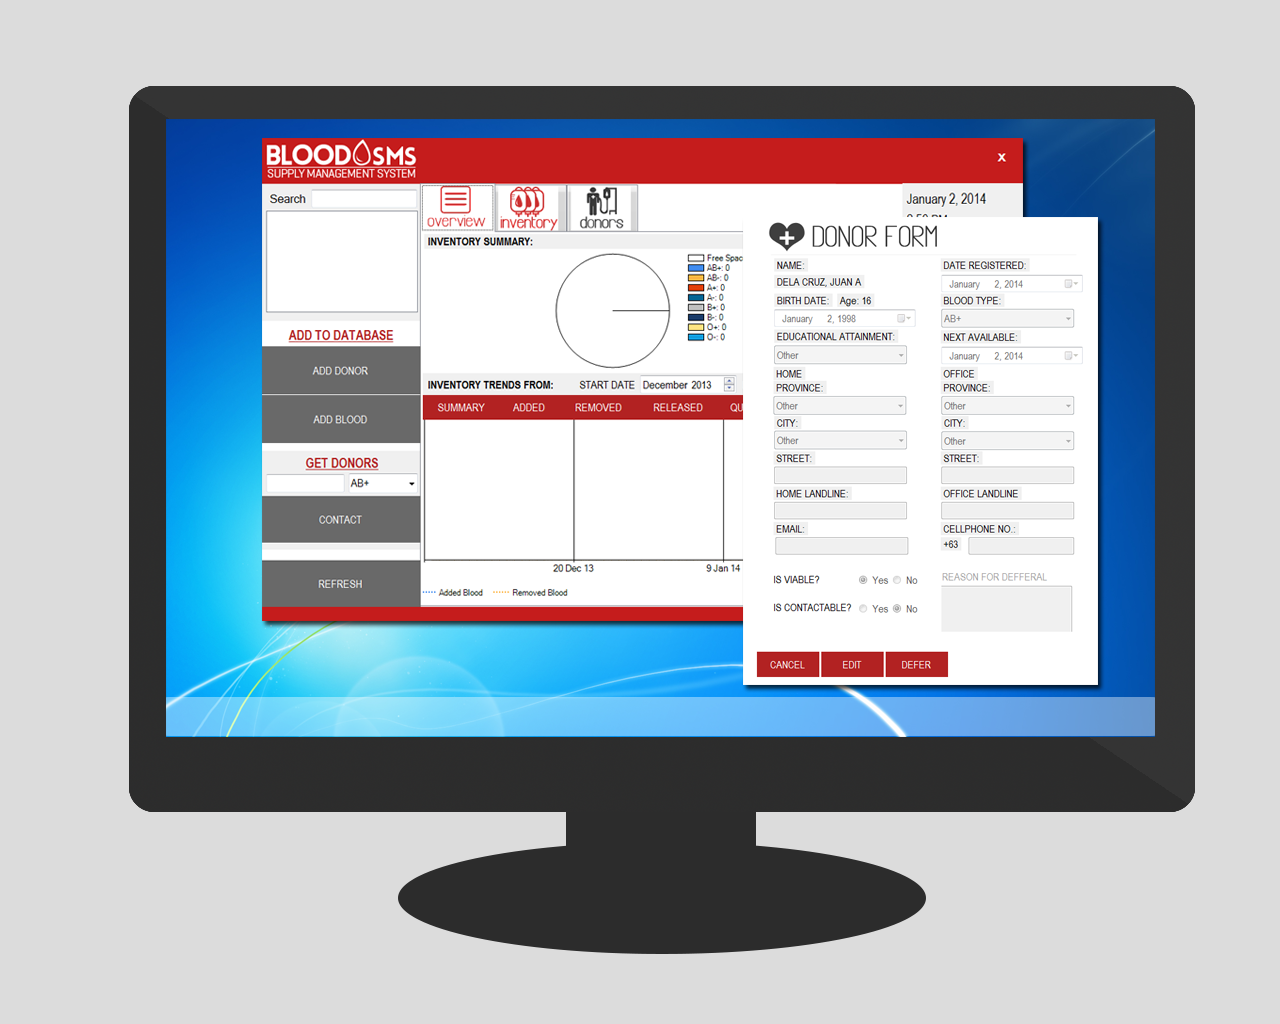 BLOOD SMS
SUPPLY MANAGEMENT SYSTEM
x
Search
overview
inventory
donors
January 2, 2014
INVENTORY SUMMARY:
AB+: 0
AB-: 0
A+: 0
A-: 0
B+: 0
B-: 0
O+: 0
O-: 0
Free
ADD TO DATABASE
ADD DONOR
ADD BLOOD
GET DONORS
AB+
CONTACT
REFRESH
INVENTORY TRENDS FROM: START DATE December 2013
SUMMARY ADDED REMOVED RELEASED
20 Dec 13 9 Jan 14
Added Blood Removed Blood
DONOR FORM
NAME:
DELA CRUZ, JUAN A
BIRTH DATE: Age: 16
January 2, 1998
EDUCATIONAL ATTAINMENT:
Other
HOME
PROVINCE:
Other
CITY:
Other
STREET:
HOME LANDLINE:
EMAIL:
DATE REGISTERED:
January 2, 2014
BLOOD TYPE:
AB+
NEXT AVAILABLE:
January 2, 2014
OFFICE
PROVINCE:
Other
CITY:
Other
STREET:
OFFICE LANDLINE
CELLPHONE NO.:
+63
IS VIABLE? Yes No
IS CONTACTABLE? Yes No
REASON FOR DEFFERAL
CANCEL EDIT DEFER